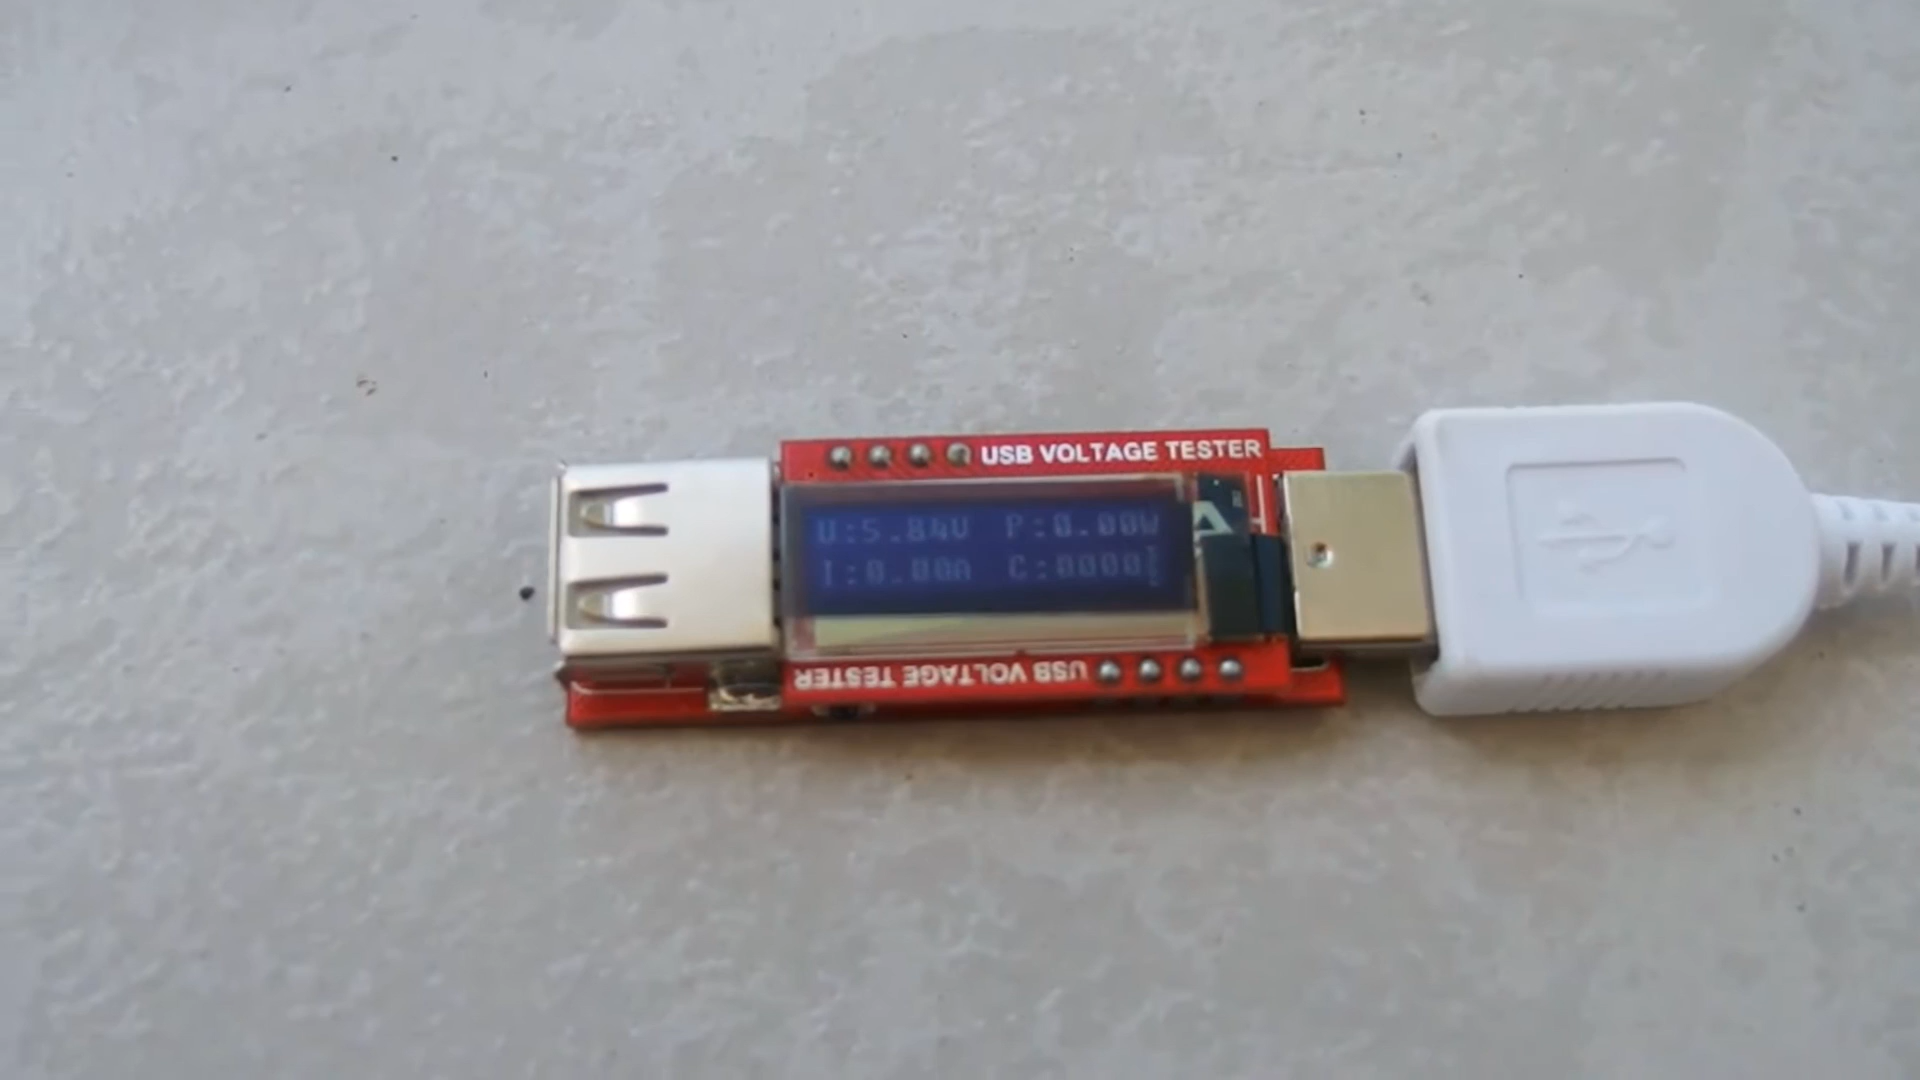 USB VOLTAGE TESTER
U:5.84V P:0.00W
I:0.00A C:0000
USB VOLTAGE TESTER